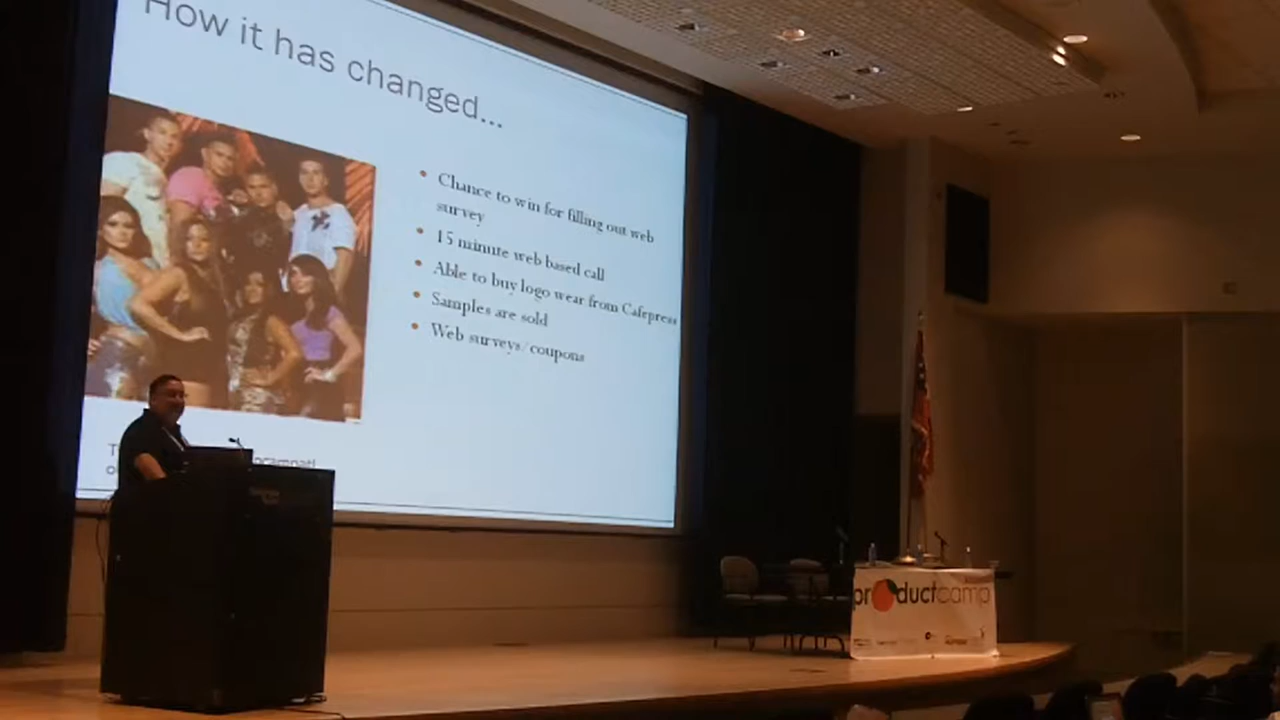 How it has changed...
• Chance to win for filling out web
survey
• 15 minute web based call
• Able to buy logo wear from Cafepress
• Samples are sold
• Web surveys/coupons
productcamp